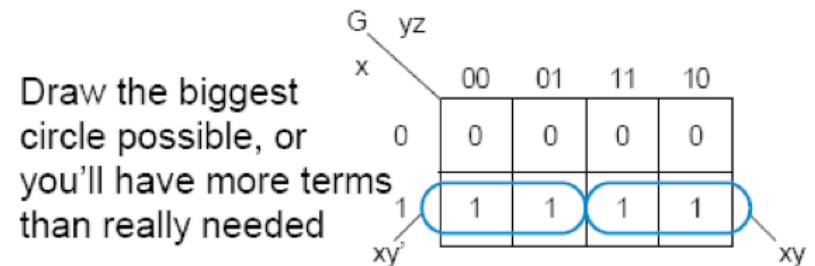 G yz
x
00 01 11 10
Draw the biggest
circle possible, or
you'll have more terms
than really needed
0 0 0 0 0
1 1 1 1 1
xy' xy